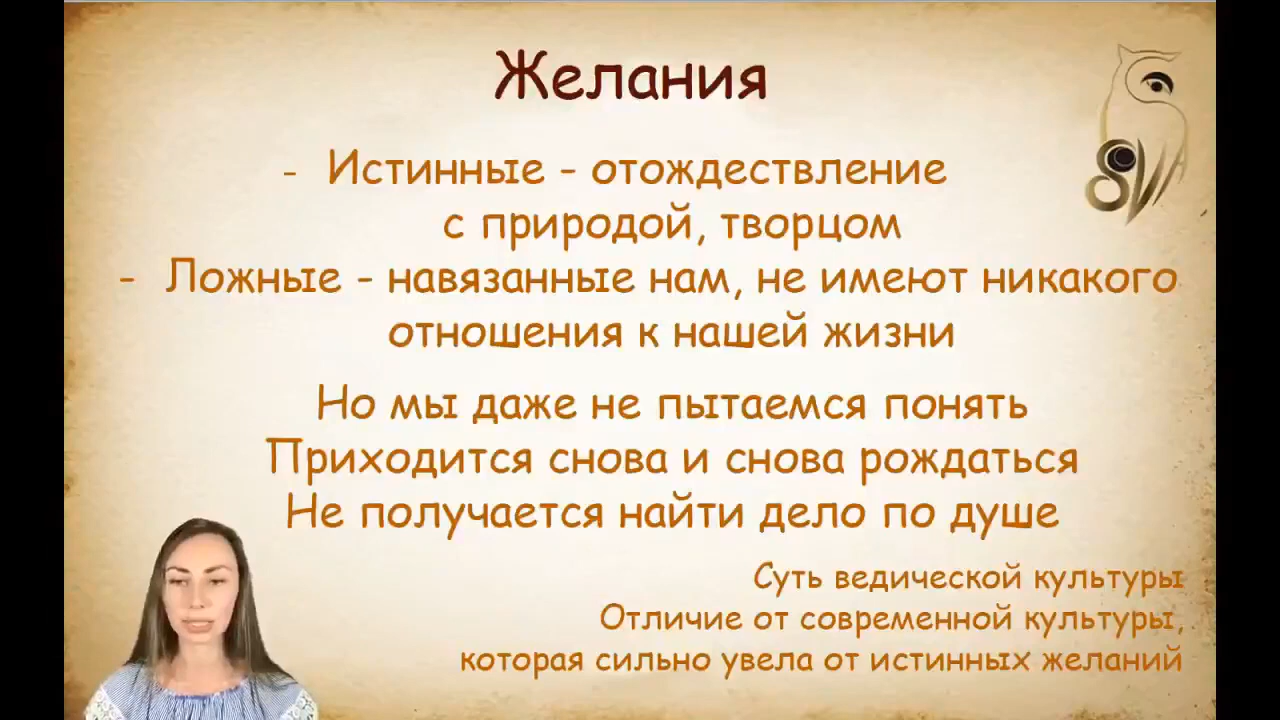 Желания
SVA
- Истинные - отождествление
с природой, творцом
- Ложные - навязанные нам, не имеют никакого
отношения к нашей жизни
Но мы даже не пытаемся понять
Приходится снова и снова рождаться
Не получается найти дело по душе
Суть ведической культуры
Отличие от современной культуры,
которая сильно увела от истинных желаний